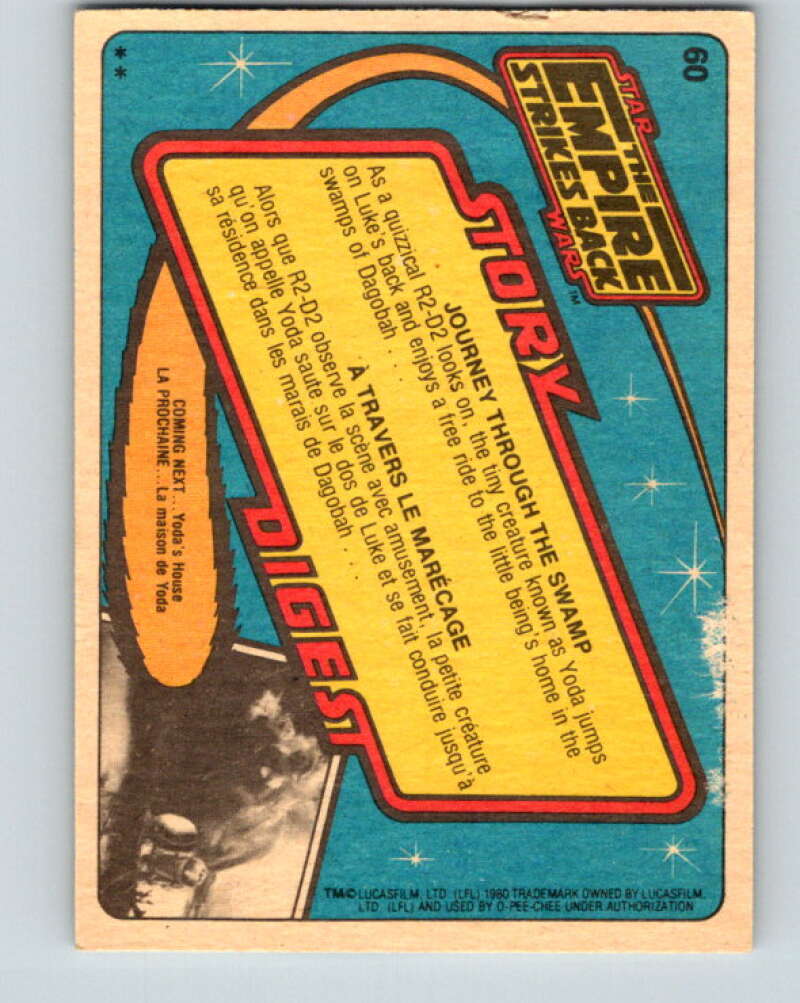 60
STAR
THE
EMPIRE
STRIKES BACK
WARS™
STORY
JOURNEY THROUGH THE SWAMP
As a quizzical R2-D2 looks on, the tiny creature known as Yoda jumps
on Luke's back and enjoys a free ride to the little being's home in the
swamps of Dagobah . . .
À TRAVERS LE MARÉCAGE
Alors que R2-D2 observe la scène avec amusement, la petite créature
qu'on appelle Yoda saute sur le dos de Luke et se fait conduire jusqu'à
sa résidence dans les marais de Dagobah . . .
DIGEST
COMING NEXT...Yoda's House
LA PROCHAINE...La maison de Yoda
TM© LUCASFILM, LTD. (LFL) 1980 TRADEMARK OWNED BY LUCASFILM,
LTD. (LFL) AND USED BY O-PEE-CHEE UNDER AUTHORIZATION
**